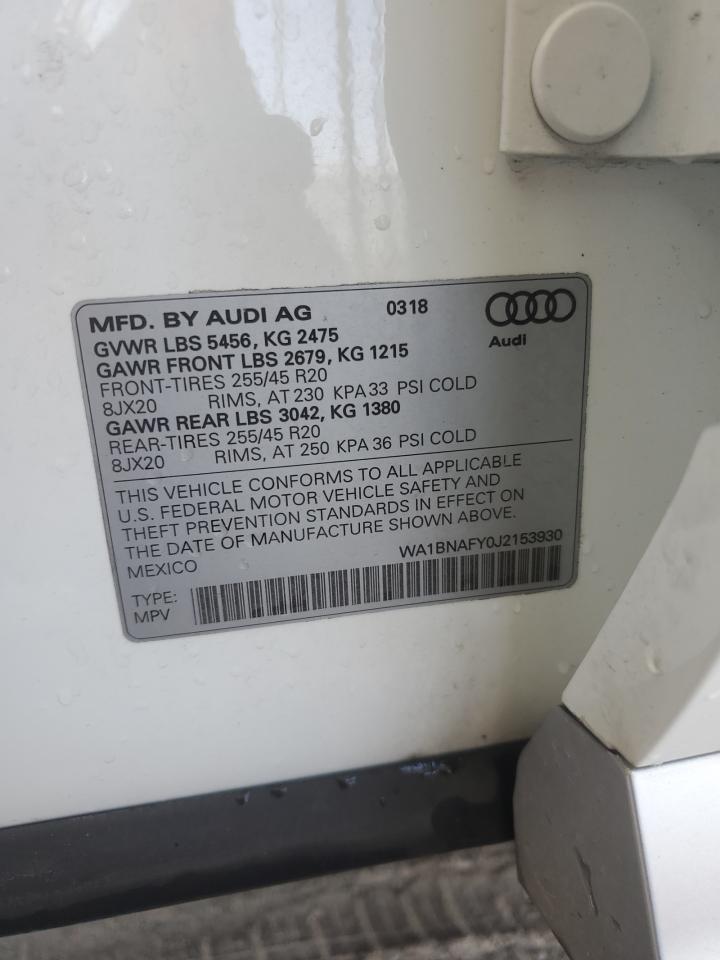 MFD. BY AUDI AG 0318
GVWR LBS 5456, KG 2475
Audi
GAWR FRONT LBS 2679, KG 1215
FRONT-TIRES 255/45 R20
8JX20 RIMS, AT 230 KPA 33 PSI COLD
GAWR REAR LBS 3042, KG 1380
REAR-TIRES 255/45 R20
8JX20 RIMS, AT 250 KPA 36 PSI COLD
THIS VEHICLE CONFORMS TO ALL APPLICABLE
U.S. FEDERAL MOTOR VEHICLE SAFETY AND
THEFT PREVENTION STANDARDS IN EFFECT ON
THE DATE OF MANUFACTURE SHOWN ABOVE.
MEXICO WA1BNAFY0J2153930
TYPE:
MPV